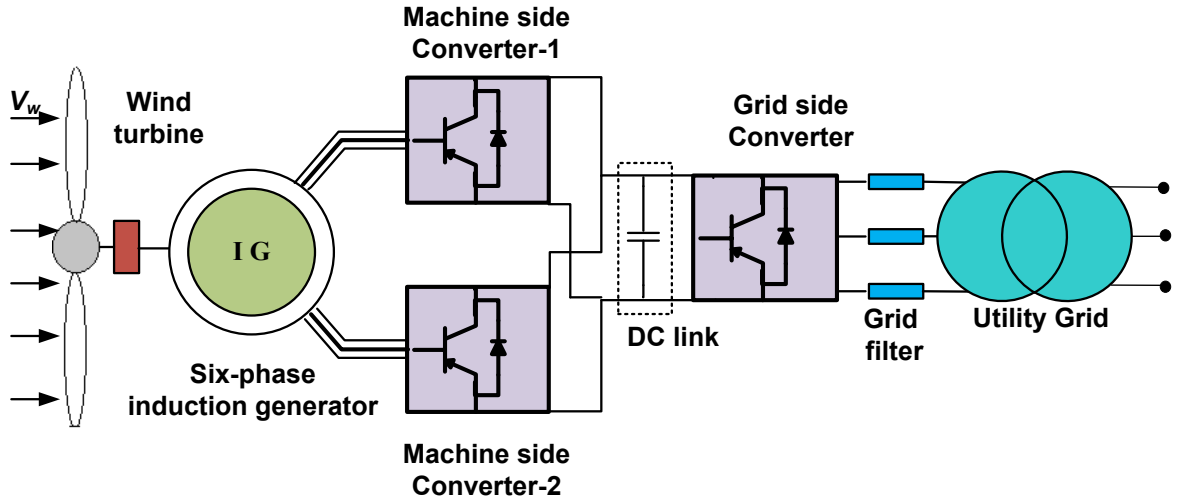 Machine side
Converter-1
V_w
Wind
turbine
Grid side
Converter
I G
DC link
Grid
filter
Utility Grid
Six-phase
induction generator
Machine side
Converter-2